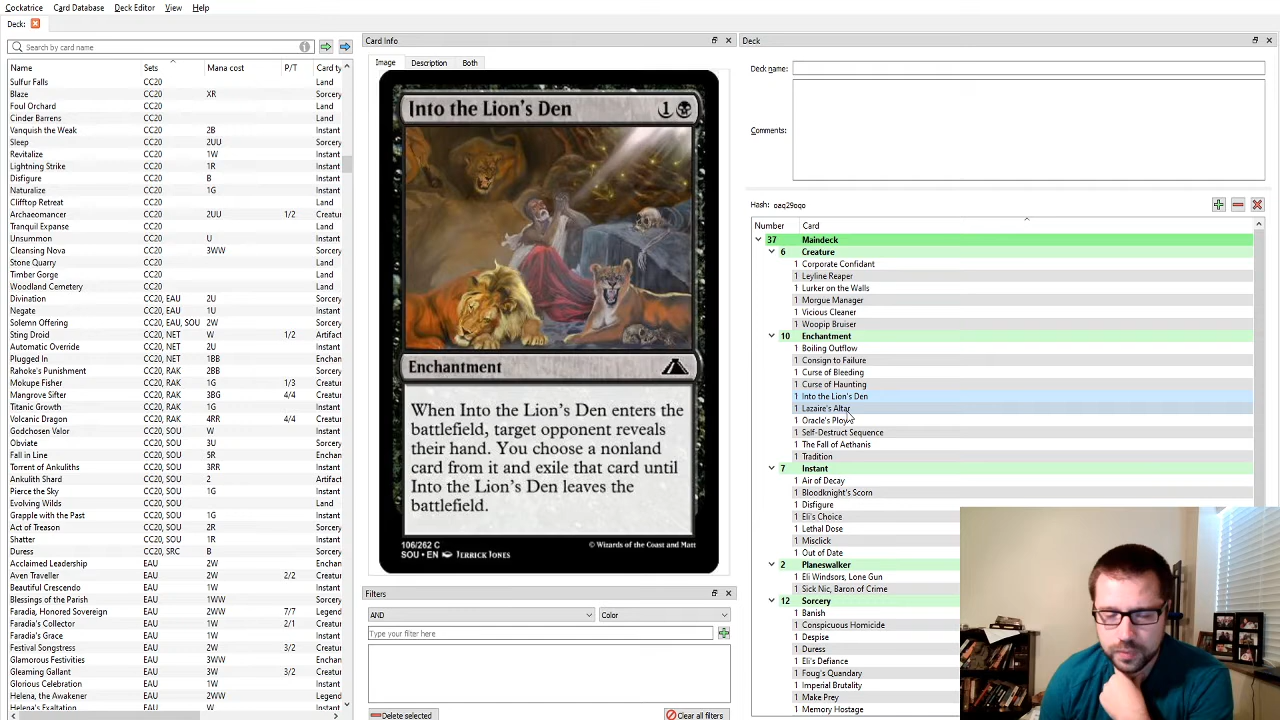 Cockatrice Card Database Deck Editor View Help
Deck:
Search by card name
Name Sets Mana cost P/T Card ty
Sulfur Falls CC20 Land
Blaze CC20 XR Sorcery
Foul Orchard CC20 Land
Cinder Barrens CC20 Land
Vanquish the Weak CC20 2B Instant
Sleep CC20 2UU Sorcery
Revitalize CC20 1W Instant
Lightning Strike CC20 1R Instant
Disfigure CC20 B Instant
Naturalize CC20 1G Instant
Clifftop Retreat CC20 Land
Archaeomancer CC20 2UU 1/2 Creatur
Tranquil Expanse CC20 Land
Unsummon CC20 U Instant
Cleansing Nova CC20 3WW Sorcery
Stone Quarry CC20 Land
Timber Gorge CC20 Land
Woodland Cemetery CC20 Land
Divination CC20, EAU 2U Sorcery
Negate CC20, EAU 1U Instant
Solemn Offering CC20, EAU, SOU 2W Sorcery
Sting Droid CC20, NET W 1/2 Artifact
Automatic Override CC20, NET 2U Instant
Plugged In CC20, NET 1BB Enchan
Rahoke's Punishment CC20, RAK 2BB Sorcery
Mokupe Fisher CC20, RAK 1G 1/3 Creatur
Mangrove Sifter CC20, RAK 3BG 4/4 Creatur
Titanic Growth CC20, RAK 1G Instant
Volcanic Dragon CC20, RAK 4RR 4/4 Creatur
Godchosen Valor CC20, SOU 1W Instant
Obviate CC20, SOU 3U Instant
Fall in Line CC20, SOU 5R Enchan
Torrent of Ankuliths CC20, SOU 3RR Instant
Ankulith Shard CC20, SOU 2 Artifact
Pierce the Sky CC20, SOU 1G Instant
Evolving Wilds CC20, SOU Land
Grapple with the Past CC20, SOU 1G Instant
Act of Treason CC20, SOU 2R Sorcery
Shatter CC20, SOU 1R Instant
Duress CC20, SRC B Sorcery
Acclaimed Leadership EAU 2W Enchan
Aven Traveller EAU 2W 2/2 Creatur
Beautiful Crescendo EAU 1W Instant
Blessings of the Parish EAU 1WW Instant
Faradia, Honored Sovereign EAU 2WW 7/7 Legend
Faradia's Collector EAU 1W 2/1 Creatur
Faradia's Grace EAU 1W Instant
Festival Songstress EAU 2W 3/2 Creatur
Glamorous Festivities EAU 3WW Enchan
Gleaming Gallant EAU 3W 4/2 Creatur
Glorious Celebration EAU 1W Instant
Helena, the Awakener EAU 2WW 2/2 Legend
Helena's Exaltation EAU 1W Instant
Card Info
Image Description Both
Into the Lion's Den 1
Enchantment
When Into the Lion's Den enters the
battlefield, target opponent reveals
their hand. You choose a nonland
card from it and exile that card until
Into the Lion's Den leaves the
battlefield.
106/262 C
SOU • EN JERRICK JONES
© Wizards of the Coast and Matt
Filters
AND Color
Type your filter here
Delete selected Clear all filters
Deck
Deck name:
Comments:
Hash: oaq29oqo
Number Card
37 Maindeck
6 Creature
1 Corporate Confidant
1 Leyline Reaper
1 Lurker on the Walls
1 Morgue Manager
1 Vicious Cleaner
1 Woopip Bruiser
10 Enchantment
1 Boiling Outflow
1 Consign to Failure
1 Curse of Bleeding
1 Curse of Haunting
1 Into the Lion's Den
1 Lazaire's Altar
1 Oracle's Ploy
1 Self-Destruct Sequence
1 The Fall of Aethanis
1 Tradition
7 Instant
1 Air of Decay
1 Bloodknight's Scorn
1 Disfigure
1 Eli's Choice
1 Lethal Dose
1 Misclick
1 Out of Date
2 Planeswalker
1 Eli Windsors, Lone Gun
1 Sick Nic, Baron of Crime
12 Sorcery
1 Banish
1 Conspicuous Homicide
1 Despise
1 Duress
1 Eli's Defiance
1 Foug's Quandary
1 Imperial Brutality
1 Make Prey
1 Memory Hostage